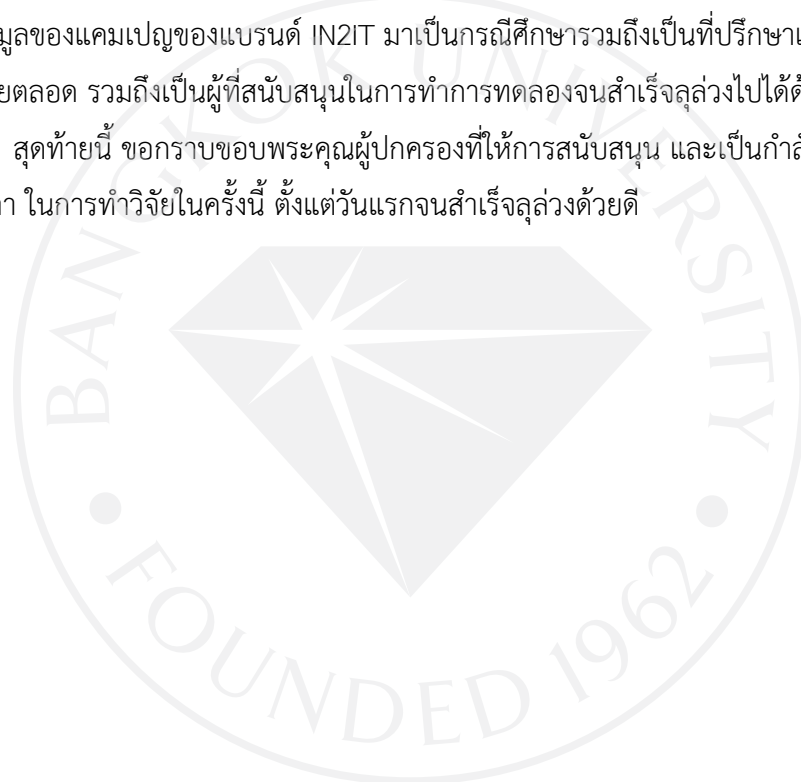 มูลของแคมเปญของแบรนด์ IN2IT มาเป็นกรณีศึกษารวมถึงเป็นที่ปรึกษาแ
ยตลอด รวมถึงเป็นผู้ที่สนับสนุนในการทำการทดลองจนสำเร็จลุล่วงไปได้ด้
สุดท้ายนี้ ขอกราบขอบพระคุณผู้ปกครองที่ให้การสนับสนุน และเป็นกำลั
ในการทำวิจัยในครั้งนี้ ตั้งแต่วันแรกจนสำเร็จลุล่วงด้วยดี
BANGKOK UNIVERSITY
FOUNDED 1962